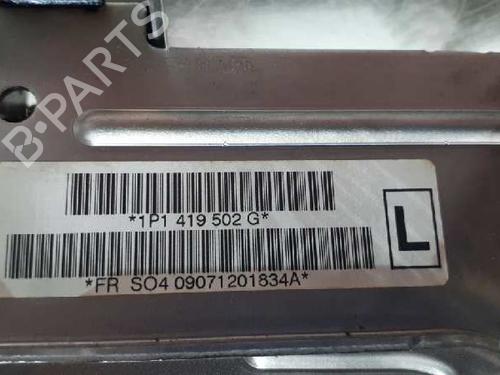 B-PARTS
*1P1 419 502 G*
L
*FR SO4 09071201834A*